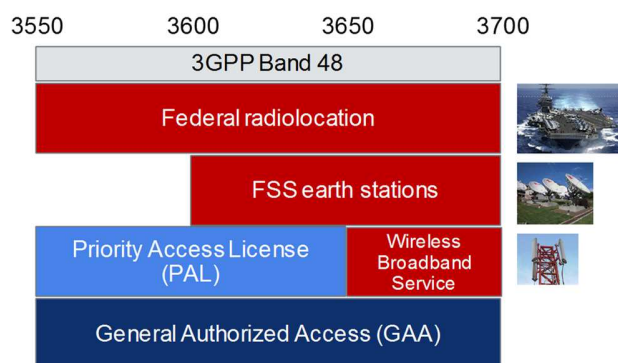 3550 3600 3650 3700
3GPP Band 48
Federal radiolocation
FSS earth stations
Priority Access License
(PAL)
Wireless
Broadband
Service
General Authorized Access (GAA)